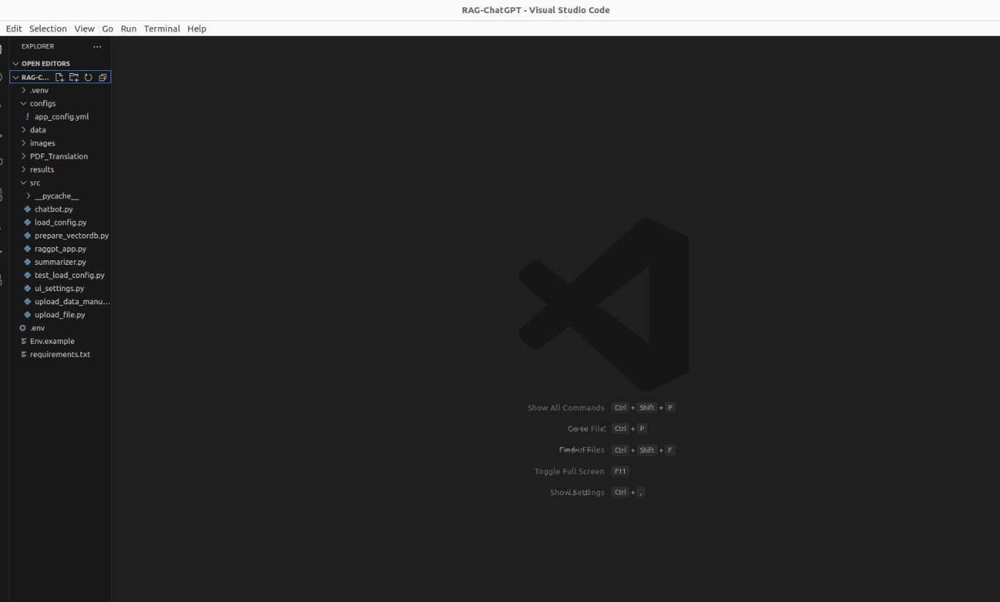 RAG-ChatGPT - Visual Studio Code
Edit Selection View Go Run Terminal Help
EXPLORER
OPEN EDITORS
RAG-C...
.venv
configs
! app_config.yml
data
images
PDF_Translation
results
src
__pycache__
chatbot.py
load_config.py
prepare_vectordb.py
raggpt_app.py
summarizer.py
test_load_config.py
ui_settings.py
upload_data_manu...
upload_file.py
.env
Env.example
requirements.txt
Show All Commands Ctrl + Shift + P
Go to File Ctrl + P
Find in Files Ctrl + Shift + F
Toggle Full Screen F11
Show Settings Ctrl + ,